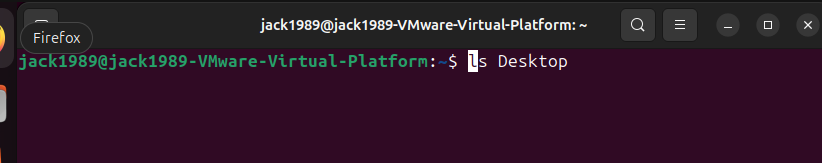 jack1989@jack1989-VMware-Virtual-Platform: ~
Firefox
jack1989@jack1989-VMware-Virtual-Platform:~$ ls Desktop